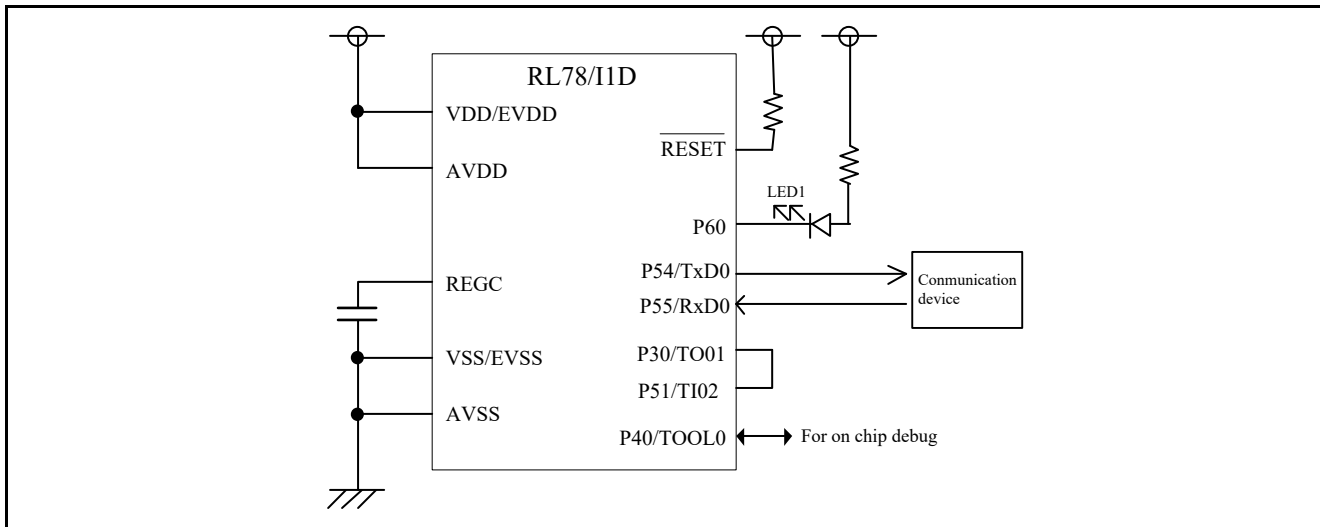 RL78/I1D
VDD/EVDD
AVDD
REGC
VSS/EVSS
AVSS
RESET
LED1
P60
P54/TxD0
P55/RxD0
Conmunication
device
P30/TO01
P51/TI02
P40/TOOL0
For on chip debug